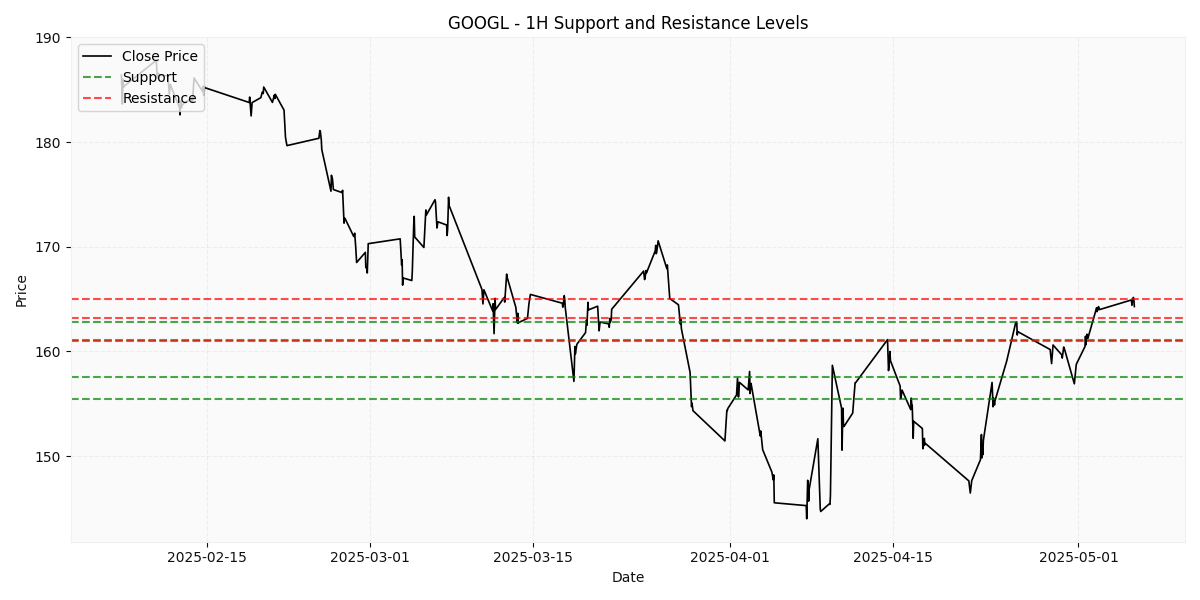 GOOGL - 1H Support and Resistance Levels
Close Price
Support
Resistance
Price
190
180
170
160
150
2025-02-15
2025-03-01
2025-03-15
2025-04-01
2025-04-15
2025-05-01
Date